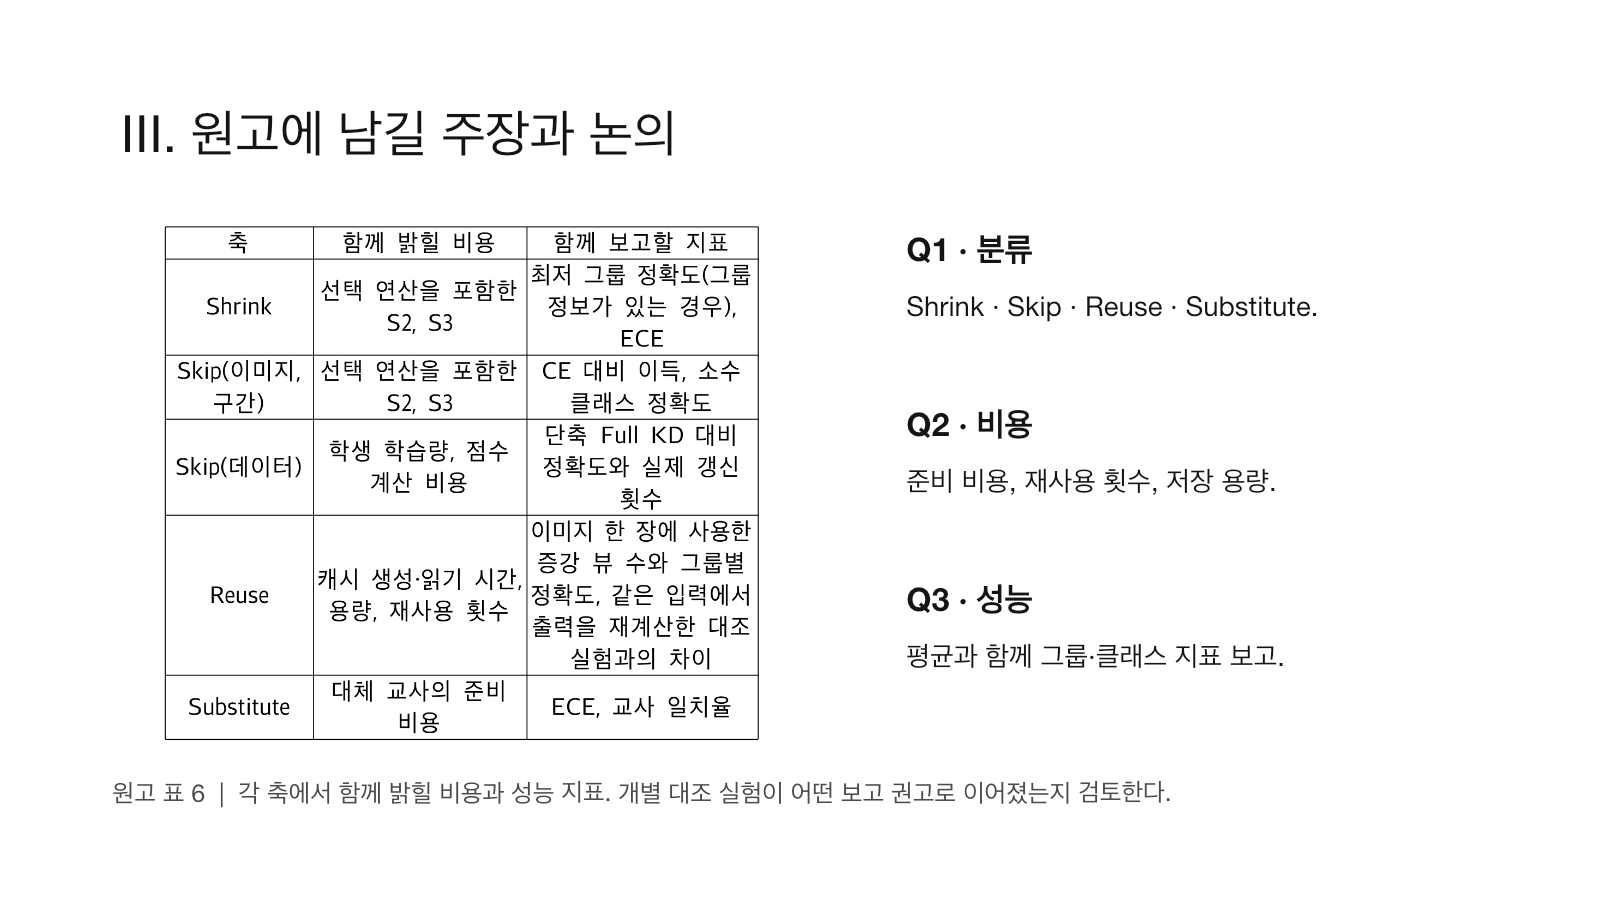 III. 원고에 남길 주장과 논의
축 함께 밝힐 비용 함께 보고할 지표
Shrink
선택 연산을 포함한
S2, S3
최저 그룹 정확도(그룹
정보가 있는 경우),
ECE
Skip(이미지,
구간)
선택 연산을 포함한
S2, S3
CE 대비 이득, 소수
클래스 정확도
Skip(데이터)
학생 학습량, 점수
계산 비용
단축 Full KD 대비
정확도와 실제 갱신
횟수
Reuse
캐시 생성·읽기 시간,
용량, 재사용 횟수
이미지 한 장에 사용한
증강 뷰 수와 그룹별
정확도, 같은 입력에서
출력을 재계산한 대조
실험과의 차이
Substitute
대체 교사의 준비
비용
ECE, 교사 일치율
Q1 · 분류
Shrink · Skip · Reuse · Substitute.
Q2 · 비용
준비 비용, 재사용 횟수, 저장 용량.
Q3 · 성능
평균과 함께 그룹·클래스 지표 보고.
원고 표 6 | 각 축에서 함께 밝힐 비용과 성능 지표. 개별 대조 실험이 어떤 보고 권고로 이어졌는지 검토한다.